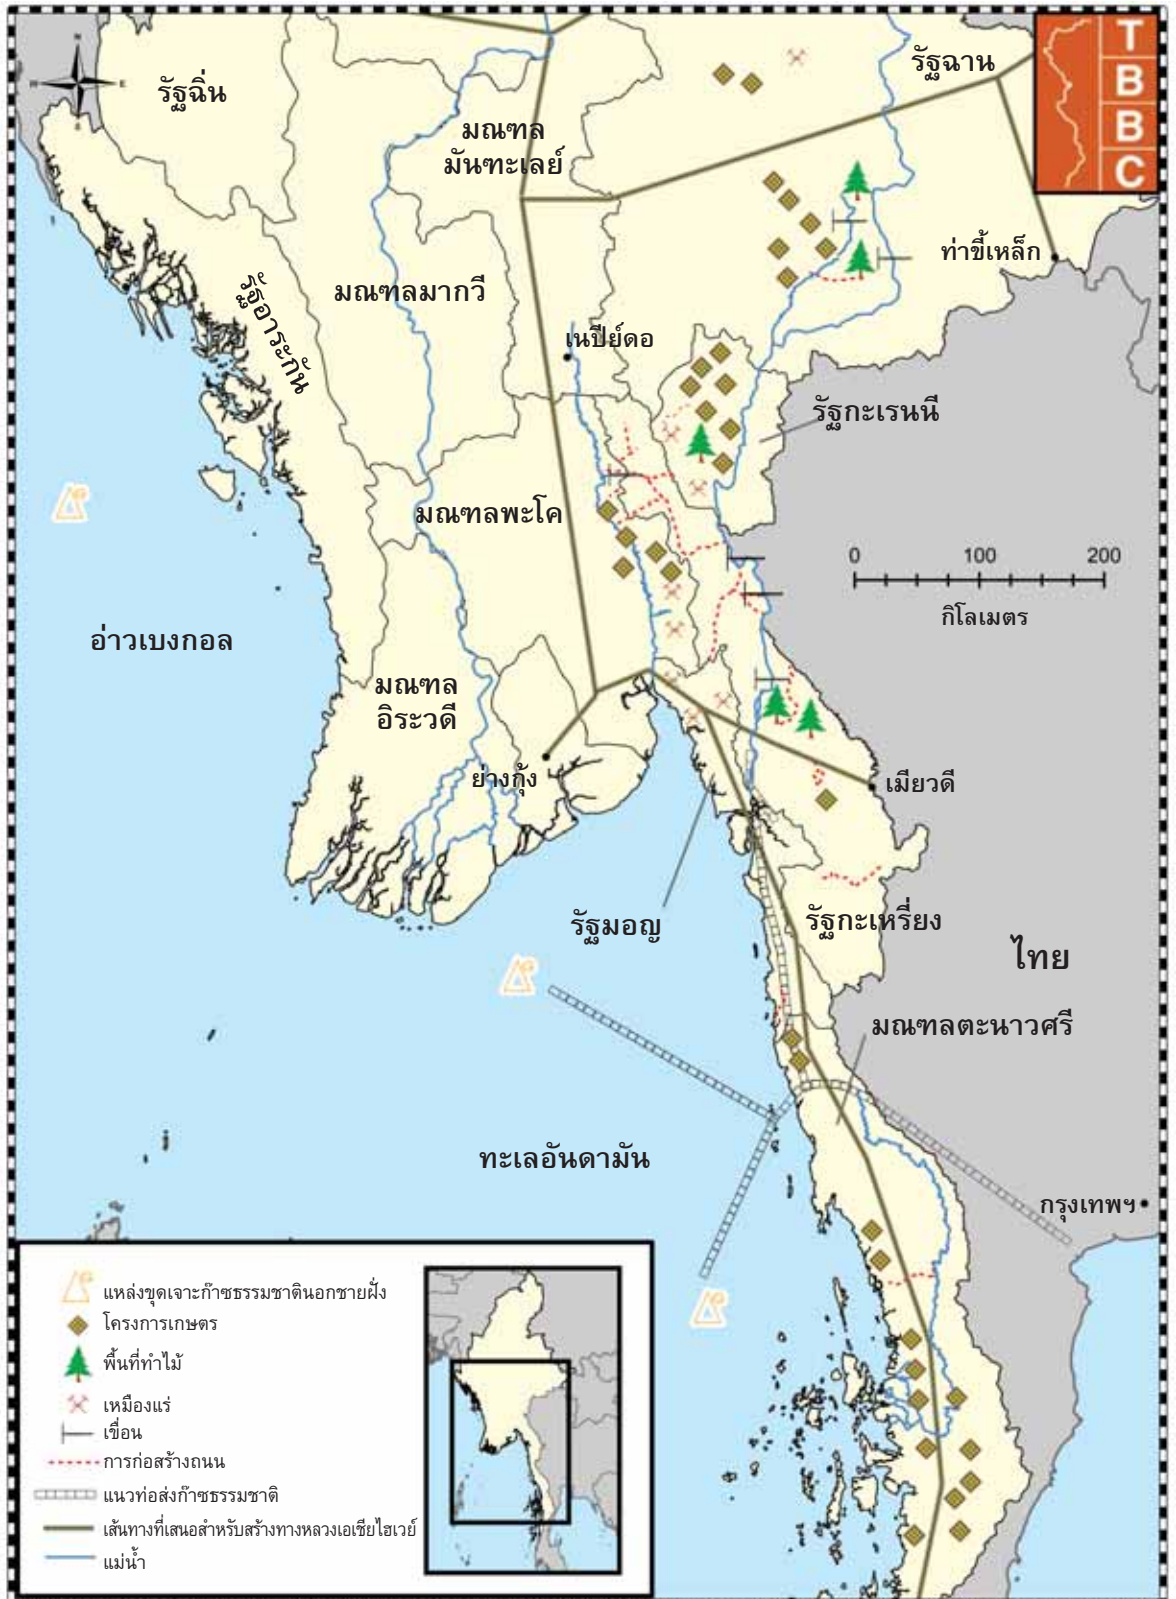 N
E
S
T
B
B
C
รัฐฉิ่น
รัฐฉาน
มณฑล
มันฑะเลย์
ท่าขี้เหล็ก
รัฐอาระกัน
มณฑลมากวี
เนปีย์ดอ
รัฐกะเรนนี
มณฑลพะโค
0 100 200
กิโลเมตร
อ่าวเบงกอล
มณฑล
อิระวดี
ย่างกุ้ง
เมียวดี
รัฐมอญ
รัฐกะเหรี่ยง
ไทย
มณฑลตะนาวศรี
ทะเลอันดามัน
กรุงเทพฯ
แหล่งขุดเจาะก๊าซธรรมชาตินอกชายฝั่ง
โครงการเกษตร
พื้นที่ทำไม้
เหมืองแร่
เขื่อน
การก่อสร้างถนน
แนวท่อส่งก๊าซธรรมชาติ
เส้นทางที่เสนอสำหรับสร้างทางหลวงเอเชียไฮเวย์
แม่น้ำ